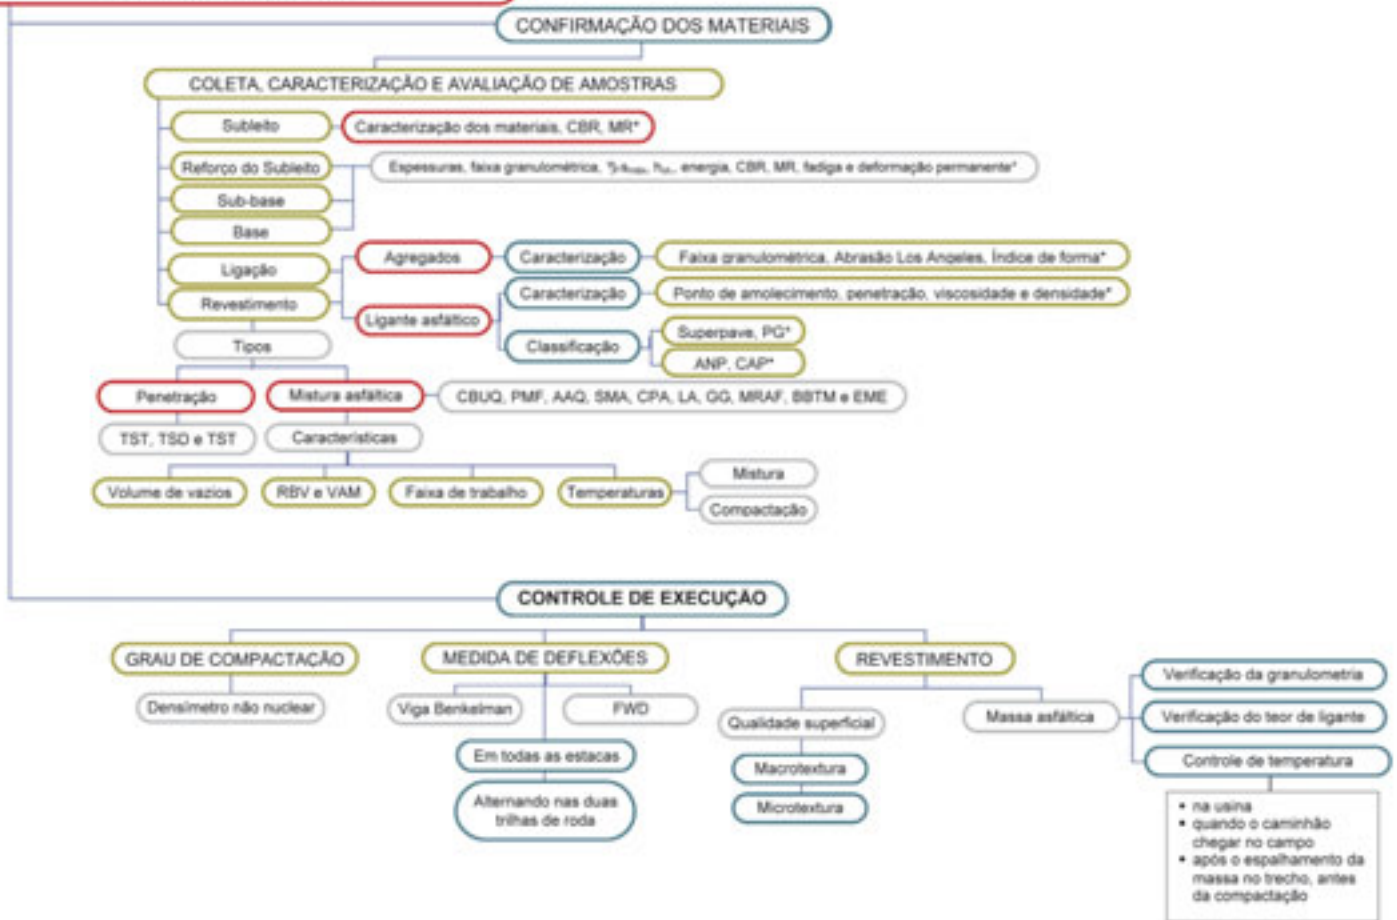 CONFIRMAÇÃO DOS MATERIAIS
COLETA, CARACTERIZAÇÃO E AVALIAÇÃO DE AMOSTRAS
Subleito
Caracterização dos materiais, CBR, MR*
Reforço do Subleito
Espessuras, faixa granulométrica, energia, CBR, MR, fadiga e deformação permanente*
Sub-base
Base
Ligação
Agregados
Caracterização
Faixa granulométrica, Abrasão Los Angeles, Índice de forma*
Revestimento
Ligante asfáltico
Caracterização
Ponto de amolecimento, penetração, viscosidade e densidade*
Classificação
Superpave, PG*
ANP, CAP*
Tipos
Penetração
Mistura asfáltica
CBUQ, PMF, AAQ, SMA, CPA, LA, GG, MRAF, BBTM e EME
TST, TSD e TST
Características
Volume de vazios
RBV e VAM
Faixa de trabalho
Temperaturas
Mistura
Compactação
CONTROLE DE EXECUÇÃO
GRAU DE COMPACTAÇÃO
MEDIDA DE DEFLEXÕES
REVESTIMENTO
Densímetro não nuclear
Viga Benkelman
FWD
Em todas as estacas
Alternando nas duas
trilhas de roda
Qualidade superficial
Macrotextura
Microtextura
Massa asfáltica
Verificação da granulometria
Verificação do teor de ligante
Controle de temperatura
• na usina
• quando o caminhão
chegar no campo
• após o espalhamento da
massa no trecho, antes
da compactação